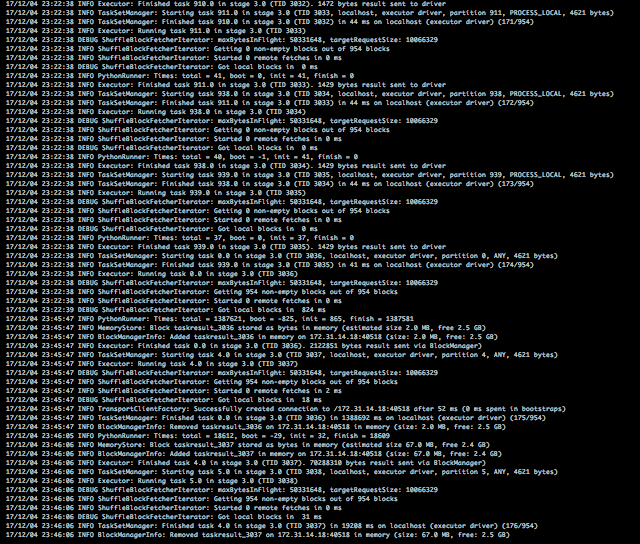 17/12/04 23:22:38 INFO Executor: Finished task 910.0 in stage 3.0 (TID 3032). 1472 bytes result sent to driver
17/12/04 23:22:38 INFO TaskSetManager: Starting task 911.0 in stage 3.0 (TID 3033, localhost, executor driver, partition 911, PROCESS_LOCAL, 4621 bytes)
17/12/04 23:22:38 INFO TaskSetManager: Finished task 910.0 in stage 3.0 (TID 3032) in 44 ms on localhost (executor driver) (171/954)
17/12/04 23:22:38 INFO Executor: Running task 911.0 in stage 3.0 (TID 3033)
17/12/04 23:22:38 DEBUG ShuffleBlockFetcherIterator: maxBytesInFlight: 50331648, targetRequestSize: 10066329
17/12/04 23:22:38 INFO ShuffleBlockFetcherIterator: Getting 0 non-empty blocks out of 954 blocks
17/12/04 23:22:38 INFO ShuffleBlockFetcherIterator: Started 0 remote fetches in 0 ms
17/12/04 23:22:38 DEBUG ShuffleBlockFetcherIterator: Got local blocks in  0 ms
17/12/04 23:22:38 INFO PythonRunner: Times: total = 41, boot = 0, init = 41, finish = 0
17/12/04 23:22:38 INFO Executor: Finished task 911.0 in stage 3.0 (TID 3033). 1429 bytes result sent to driver
17/12/04 23:22:38 INFO TaskSetManager: Starting task 938.0 in stage 3.0 (TID 3034, localhost, executor driver, partition 938, PROCESS_LOCAL, 4621 bytes)
17/12/04 23:22:38 INFO TaskSetManager: Finished task 911.0 in stage 3.0 (TID 3033) in 44 ms on localhost (executor driver) (172/954)
17/12/04 23:22:38 INFO Executor: Running task 938.0 in stage 3.0 (TID 3034)
17/12/04 23:22:38 DEBUG ShuffleBlockFetcherIterator: maxBytesInFlight: 50331648, targetRequestSize: 10066329
17/12/04 23:22:38 INFO ShuffleBlockFetcherIterator: Getting 0 non-empty blocks out of 954 blocks
17/12/04 23:22:38 INFO ShuffleBlockFetcherIterator: Started 0 remote fetches in 0 ms
17/12/04 23:22:38 DEBUG ShuffleBlockFetcherIterator: Got local blocks in  0 ms
17/12/04 23:22:38 INFO PythonRunner: Times: total = 40, boot = -1, init = 41, finish = 0
17/12/04 23:22:38 INFO Executor: Finished task 938.0 in stage 3.0 (TID 3034). 1429 bytes result sent to driver
17/12/04 23:22:38 INFO TaskSetManager: Starting task 939.0 in stage 3.0 (TID 3035, localhost, executor driver, partition 939, PROCESS_LOCAL, 4621 bytes)
17/12/04 23:22:38 INFO TaskSetManager: Finished task 938.0 in stage 3.0 (TID 3034) in 44 ms on localhost (executor driver) (173/954)
17/12/04 23:22:38 INFO Executor: Running task 939.0 in stage 3.0 (TID 3035)
17/12/04 23:22:38 DEBUG ShuffleBlockFetcherIterator: maxBytesInFlight: 50331648, targetRequestSize: 10066329
17/12/04 23:22:38 INFO ShuffleBlockFetcherIterator: Getting 0 non-empty blocks out of 954 blocks
17/12/04 23:22:38 INFO ShuffleBlockFetcherIterator: Started 0 remote fetches in 0 ms
17/12/04 23:22:38 DEBUG ShuffleBlockFetcherIterator: Got local blocks in  0 ms
17/12/04 23:22:38 INFO PythonRunner: Times: total = 37, boot = 0, init = 37, finish = 0
17/12/04 23:22:38 INFO Executor: Finished task 939.0 in stage 3.0 (TID 3035). 1429 bytes result sent to driver
17/12/04 23:22:38 INFO TaskSetManager: Starting task 0.0 in stage 3.0 (TID 3036, localhost, executor driver, partition 0, ANY, 4621 bytes)
17/12/04 23:22:38 INFO TaskSetManager: Finished task 939.0 in stage 3.0 (TID 3035) in 41 ms on localhost (executor driver) (174/954)
17/12/04 23:22:38 INFO Executor: Running task 0.0 in stage 3.0 (TID 3036)
17/12/04 23:22:38 DEBUG ShuffleBlockFetcherIterator: maxBytesInFlight: 50331648, targetRequestSize: 10066329
17/12/04 23:22:38 INFO ShuffleBlockFetcherIterator: Getting 954 non-empty blocks out of 954 blocks
17/12/04 23:22:38 INFO ShuffleBlockFetcherIterator: Started 0 remote fetches in 0 ms
17/12/04 23:22:39 DEBUG ShuffleBlockFetcherIterator: Got local blocks in  824 ms
17/12/04 23:45:47 INFO PythonRunner: Times: total = 1387621, boot = -825, init = 865, finish = 1387581
17/12/04 23:45:47 INFO MemoryStore: Block taskresult_3036 stored as bytes in memory (estimated size 2.0 MB, free 2.5 GB)
17/12/04 23:45:47 INFO BlockManagerInfo: Added taskresult_3036 in memory on 172.31.14.18:40518 (size: 2.0 MB, free: 2.5 GB)
17/12/04 23:45:47 INFO Executor: Finished task 0.0 in stage 3.0 (TID 3036). 2122851 bytes result sent via BlockManager)
17/12/04 23:45:47 INFO TaskSetManager: Starting task 4.0 in stage 3.0 (TID 3037, localhost, executor driver, partition 4, ANY, 4621 bytes)
17/12/04 23:45:47 INFO Executor: Running task 4.0 in stage 3.0 (TID 3037)
17/12/04 23:45:47 DEBUG ShuffleBlockFetcherIterator: maxBytesInFlight: 50331648, targetRequestSize: 10066329
17/12/04 23:45:47 INFO ShuffleBlockFetcherIterator: Getting 954 non-empty blocks out of 954 blocks
17/12/04 23:45:47 INFO ShuffleBlockFetcherIterator: Started 0 remote fetches in 2 ms
17/12/04 23:45:47 DEBUG ShuffleBlockFetcherIterator: Got local blocks in  18 ms
17/12/04 23:45:47 INFO TransportClientFactory: Successfully created connection to /172.31.14.18:40518 after 52 ms (0 ms spent in bootstraps)
17/12/04 23:45:47 INFO TaskSetManager: Finished task 0.0 in stage 3.0 (TID 3036) in 1388692 ms on localhost (executor driver) (175/954)
17/12/04 23:45:47 INFO BlockManagerInfo: Removed taskresult_3036 on 172.31.14.18:40518 in memory (size: 2.0 MB, free: 2.5 GB)
17/12/04 23:46:05 INFO PythonRunner: Times: total = 18612, boot = -29, init = 32, finish = 18609
17/12/04 23:46:06 INFO MemoryStore: Block taskresult_3037 stored as bytes in memory (estimated size 67.0 MB, free 2.4 GB)
17/12/04 23:46:06 INFO BlockManagerInfo: Added taskresult_3037 in memory on 172.31.14.18:40518 (size: 67.0 MB, free: 2.4 GB)
17/12/04 23:46:06 INFO Executor: Finished task 4.0 in stage 3.0 (TID 3037). 70288310 bytes result sent via BlockManager)
17/12/04 23:46:06 INFO TaskSetManager: Starting task 5.0 in stage 3.0 (TID 3038, localhost, executor driver, partition 5, ANY, 4621 bytes)
17/12/04 23:46:06 INFO Executor: Running task 5.0 in stage 3.0 (TID 3038)
17/12/04 23:46:06 DEBUG ShuffleBlockFetcherIterator: maxBytesInFlight: 50331648, targetRequestSize: 10066329
17/12/04 23:46:06 INFO ShuffleBlockFetcherIterator: Getting 954 non-empty blocks out of 954 blocks
17/12/04 23:46:06 INFO ShuffleBlockFetcherIterator: Started 0 remote fetches in 0 ms
17/12/04 23:46:06 DEBUG ShuffleBlockFetcherIterator: Got local blocks in  31 ms
17/12/04 23:46:06 INFO TaskSetManager: Finished task 4.0 in stage 3.0 (TID 3037) in 19208 ms on localhost (executor driver) (176/954)
17/12/04 23:46:06 INFO BlockManagerInfo: Removed taskresult_3037 on 172.31.14.18:40518 in memory (size: 67.0 MB, free: 2.5 GB)